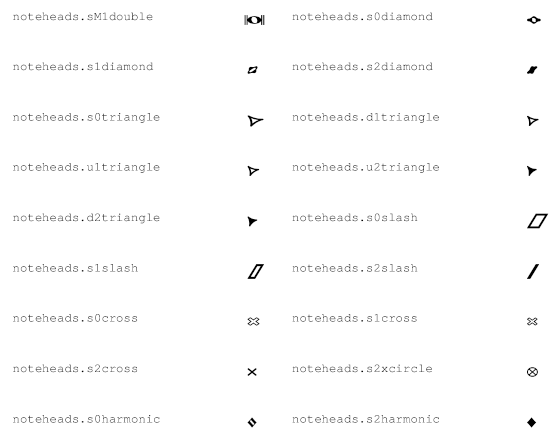 noteheads.sM1double noteheads.s0diamond
noteheads.s1diamond noteheads.s2diamond
noteheads.s0triangle noteheads.d1triangle
noteheads.u1triangle noteheads.u2triangle
noteheads.d2triangle noteheads.s0slash
noteheads.s1slash noteheads.s2slash
noteheads.s0cross noteheads.s1cross
noteheads.s2cross noteheads.s2xcircle
noteheads.s0harmonic noteheads.s2harmonic